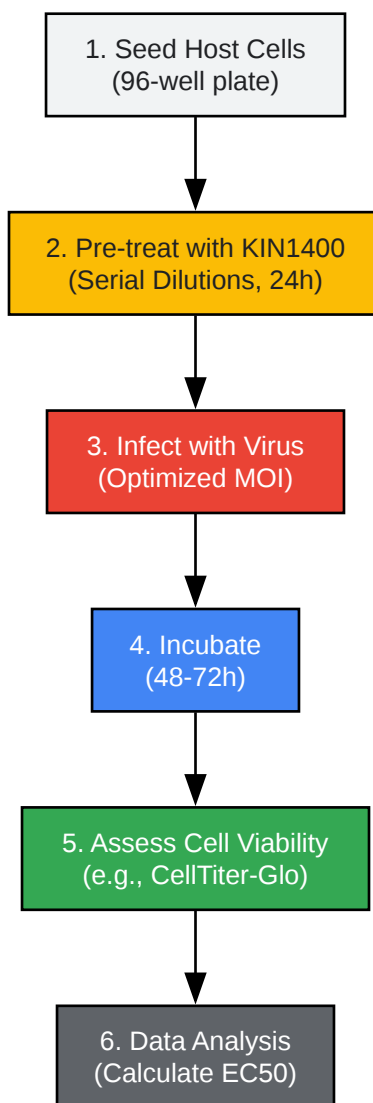 1. Seed Host Cells
(96-well plate)
2. Pre-treat with KIN1400
(Serial Dilutions, 24h)
3. Infect with Virus
(Optimized MOI)
4. Incubate
(48-72h)
5. Assess Cell Viability
(e.g., CellTiter-Glo)
6. Data Analysis
(Calculate EC50)